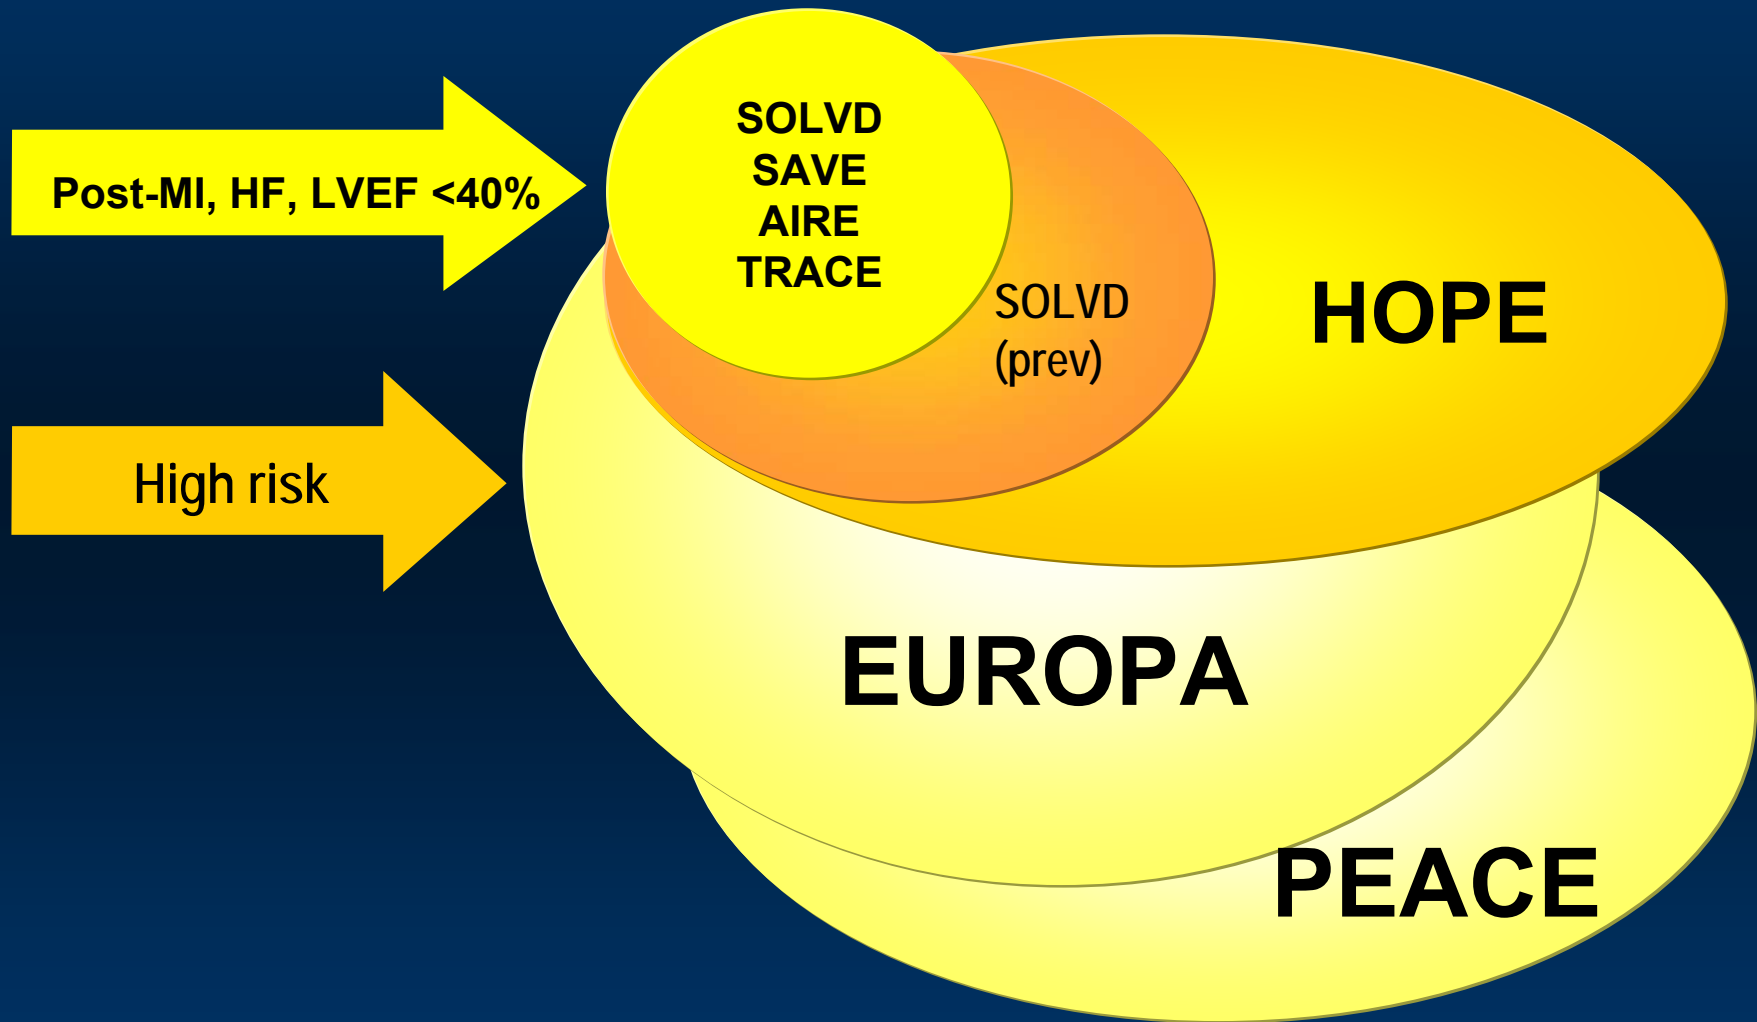 Post-MI, HF, LVEF <40%
High risk
SOLVD
SAVE
AIRE
TRACE
SOLVD
(prev)
HOPE
EUROPA
PEACE